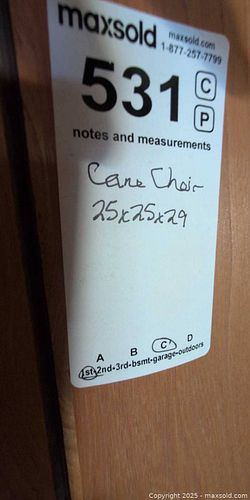 maxsold maxsold.com
1-877-257-7799
531 C
P
notes and measurements
Cane Chair
25x25x29
A B C D
1st•2nd•3rd•bsmt•garage•outdoors
Copyright © 2025 - maxsold.com